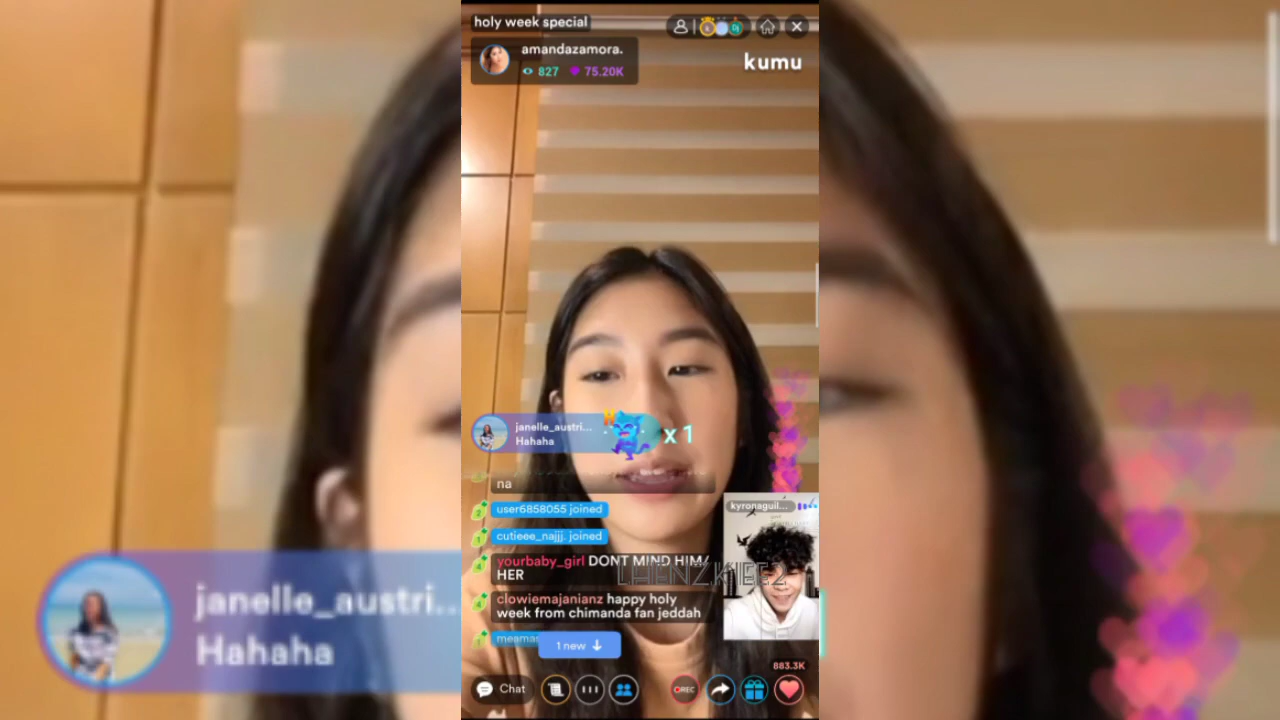 holy week special
amandazamora.
827 75.20K
kumu
janelle_austri...
Hahaha
x 1
na
user6858055 joined
cutieee_najjj. joined
yourbaby_girl DONT MIND HIM/
HER
clowiemajanianz happy holy
week from chimanda fan jeddah
meamas
1 new
kyronaguil...
883.3K
Chat
REC
janelle_austri...
Hahaha